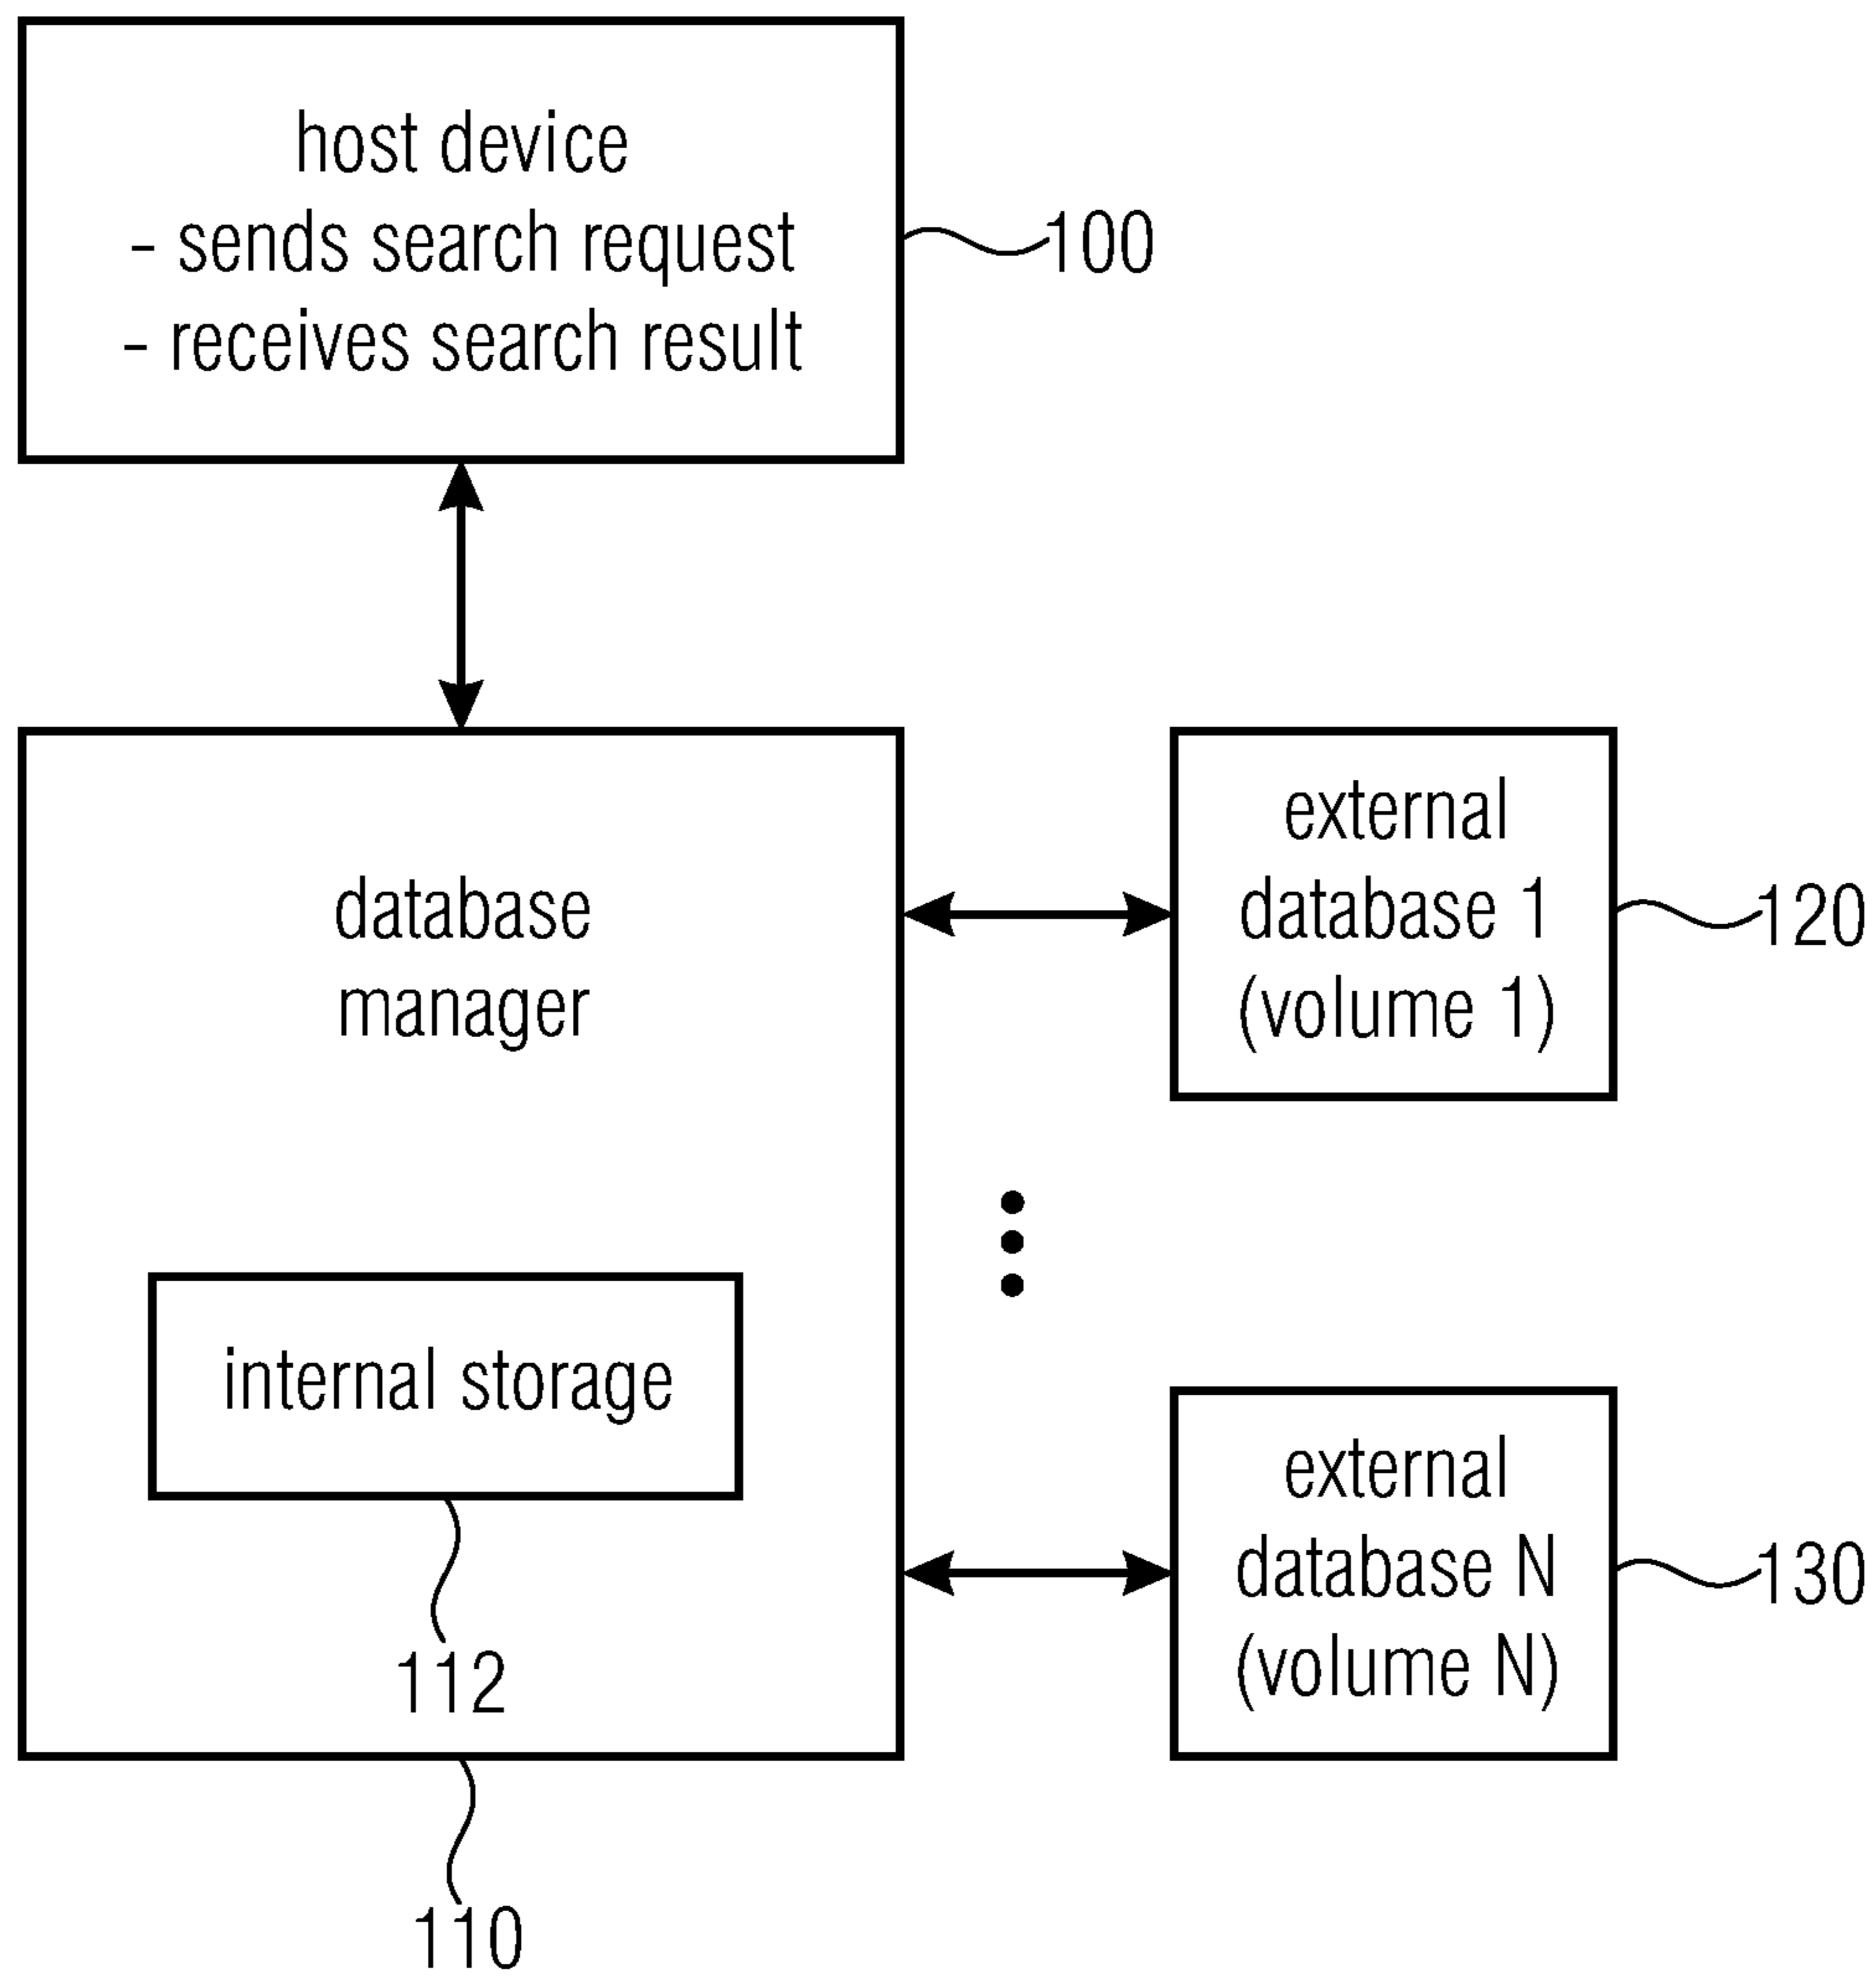 host device
- sends search request
- receives search result
100
database
manager
internal storage
112
110
external
database 1
(volume 1)
120
external
database N
(volume N)
130